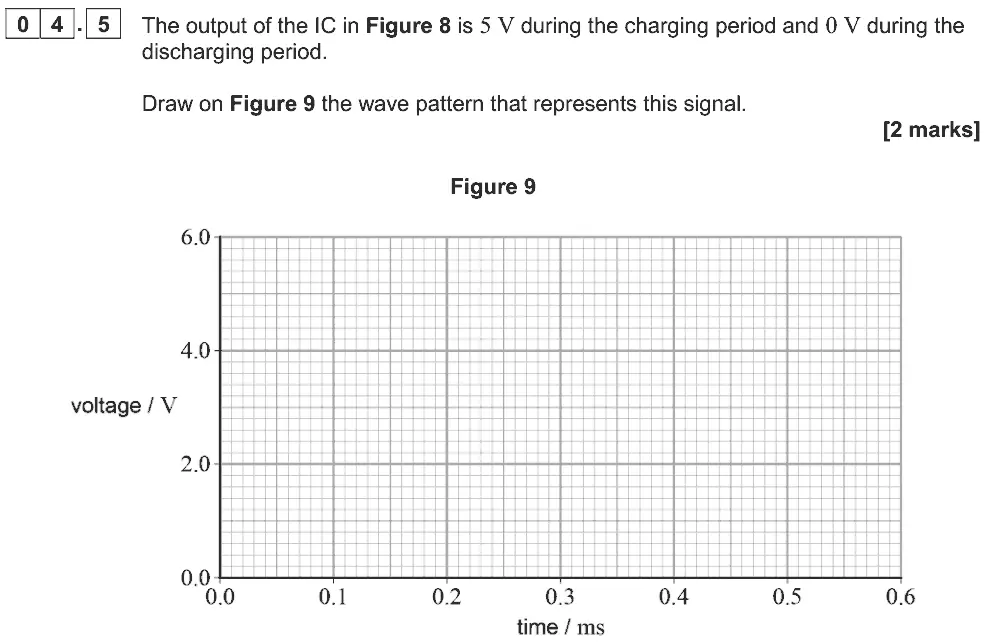 0 4 . 5 The output of the IC in Figure 8 is 5 V during the charging period and 0 V during the
discharging period.
Draw on Figure 9 the wave pattern that represents this signal.
[2 marks]
Figure 9
6.0
4.0
voltage / V
2.0
0.0
0.0 0.1 0.2 0.3 0.4 0.5 0.6
time / ms